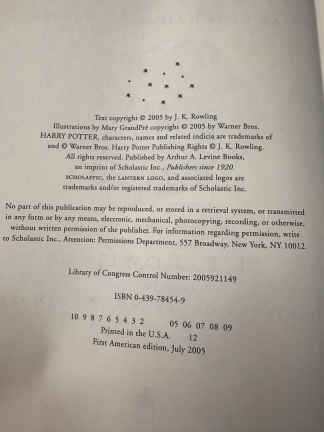 Text copyright © 2005 by J. K. Rowling
Illustrations by Mary GrandPré copyright © 2005 by Warner Bros.
HARRY POTTER, characters, names and related indicia are trademarks of
and © Warner Bros. Harry Potter Publishing Rights © J. K. Rowling.
All rights reserved. Published by Arthur A. Levine Books,
an imprint of Scholastic Inc., Publishers since 1920.
SCHOLASTIC, the LANTERN LOGO, and associated logos are
trademarks and/or registered trademarks of Scholastic Inc.
No part of this publication may be reproduced, or stored in a retrieval system, or transmitted
in any form or by any means, electronic, mechanical, photocopying, recording, or otherwise,
without written permission of the publisher. For information regarding permission, write
to Scholastic Inc., Attention: Permissions Department, 557 Broadway, New York, NY 10012.
Library of Congress Control Number: 2005921149
ISBN 0-439-78454-9
10 9 8 7 6 5 4 3 2 05 06 07 08 09
Printed in the U.S.A. 12
First American edition, July 2005